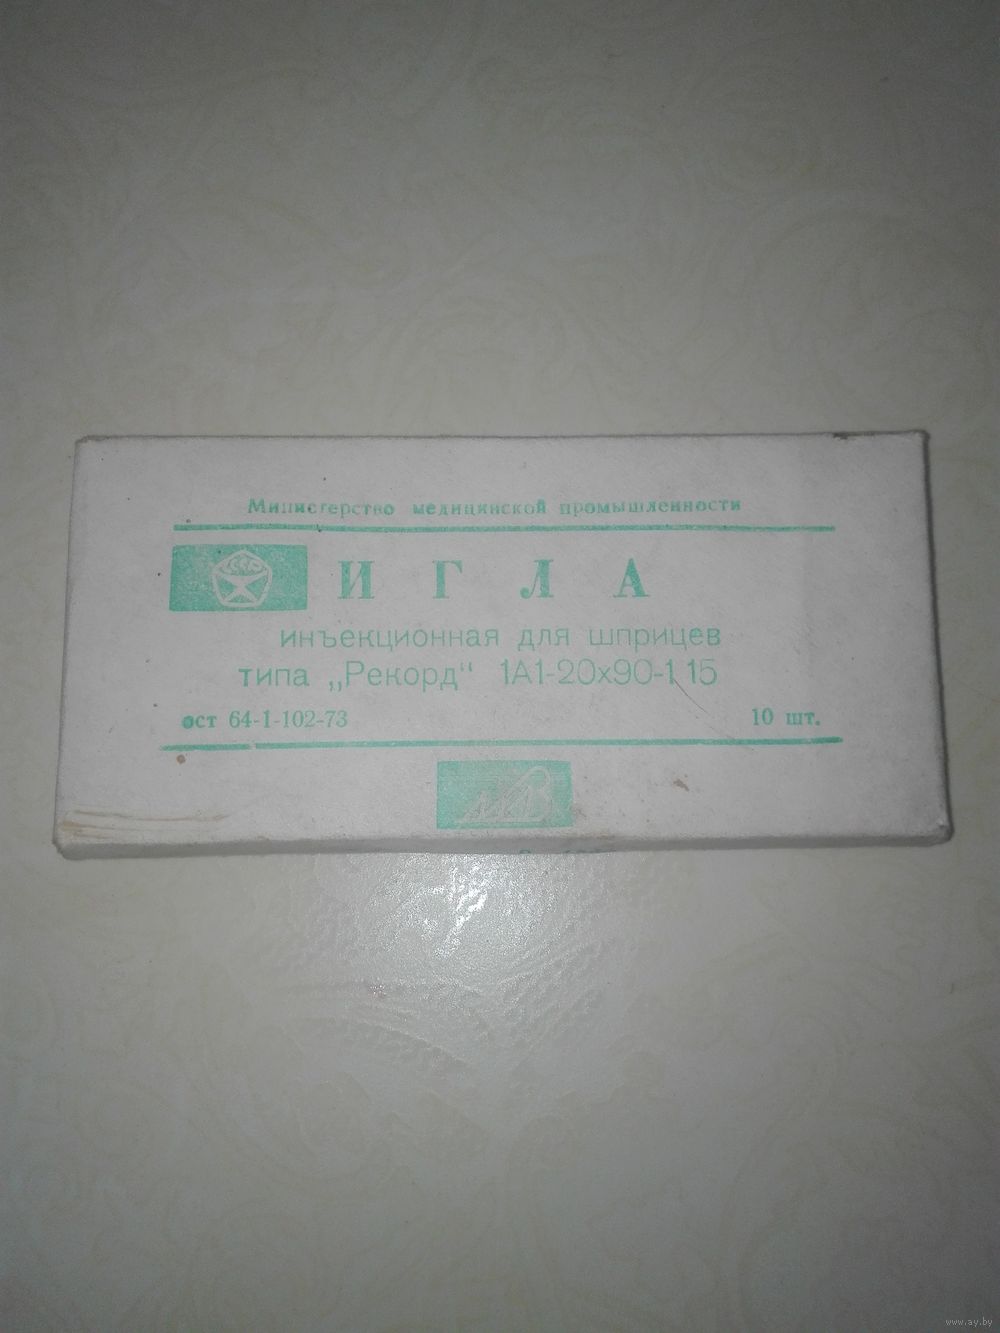 Министерство медицинской промышленности
ИГЛА
инъекционная для шприцев
типа „Рекорд“ 1А1-20х90-1,15
ост 64-1-102-73
10 шт.
www.ay.by